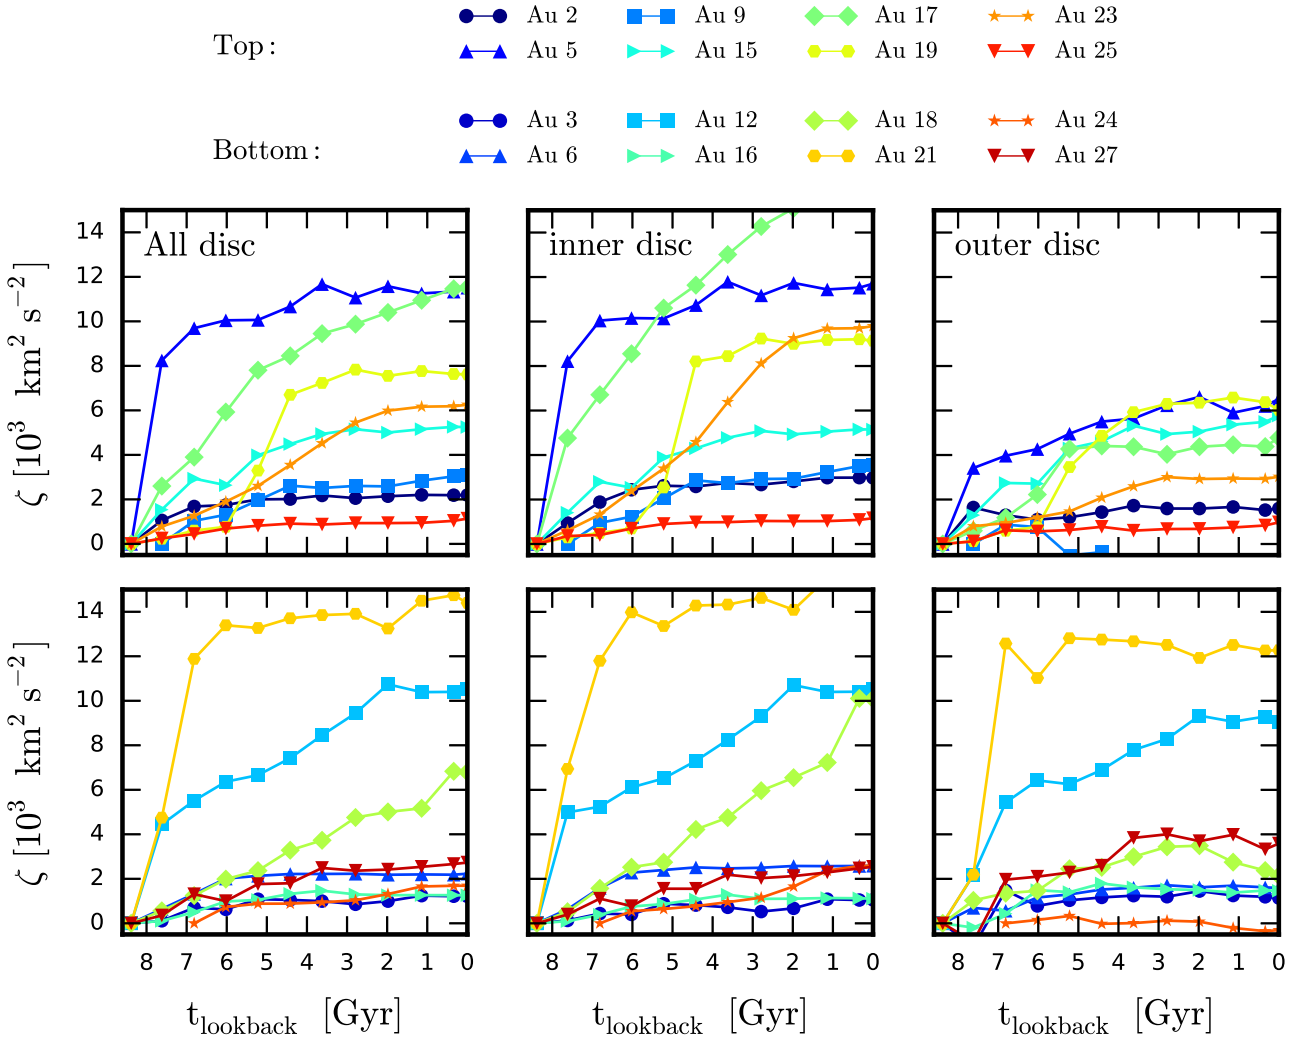 Top: Au 2 Au 9 Au 17 Au 23
Au 5 Au 15 Au 19 Au 25
Bottom: Au 3 Au 12 Au 18 Au 24
Au 6 Au 16 Au 21 Au 27
All disc
inner disc
outer disc
ζ [10³ km² s⁻²]
14
12
10
8
6
4
2
0
ζ [10³ km² s⁻²]
14
12
10
8
6
4
2
0
8 7 6 5 4 3 2 1 0
8 7 6 5 4 3 2 1 0
8 7 6 5 4 3 2 1 0
t_lookback [Gyr]
t_lookback [Gyr]
t_lookback [Gyr]